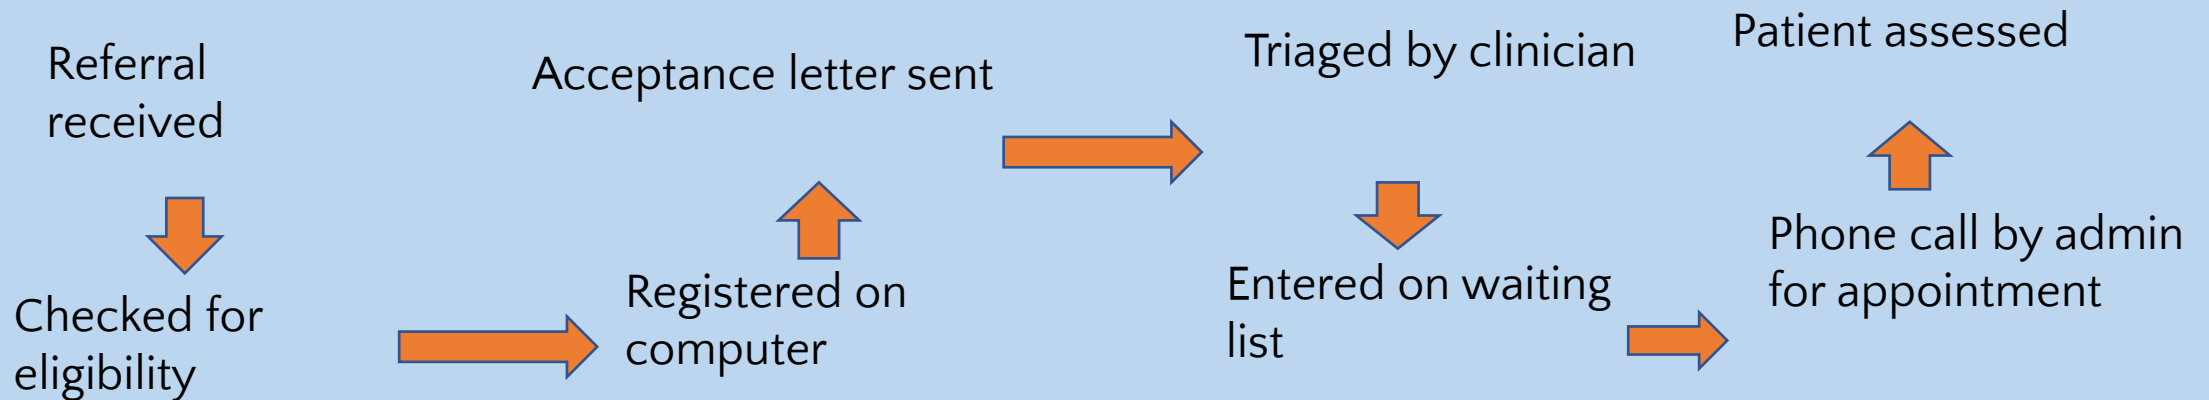 Referral
received
Checked for
eligibility
Registered on
computer
Acceptance letter sent
Triaged by clinician
Entered on waiting
list
Phone call by admin
for appointment
Patient assessed